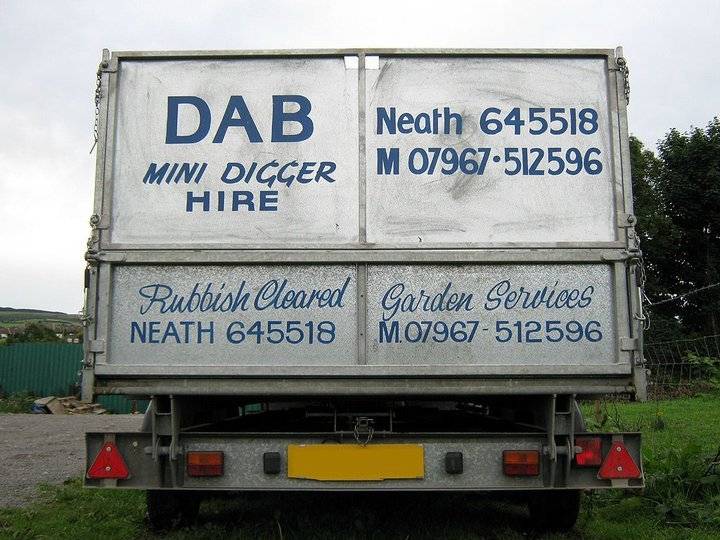 DAB
MINI DIGGER
HIRE
Neath 645518
M 07967·512596
Rubbish Cleared
NEATH 645518
Garden Services
M.07967-512596